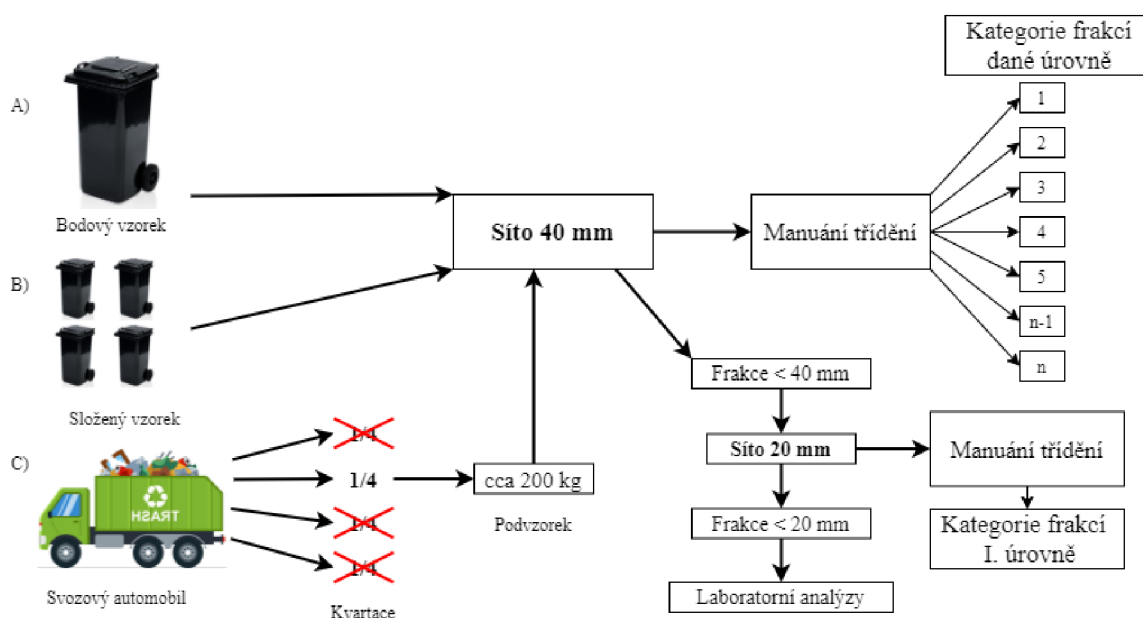 Kategorie frakcí
dané úrovně
A)
1
2
3
4
5
n-1
n
Bodový vzorek
Síto 40 mm
Manuání třídění
B)
Složený vzorek
Frakce < 40 mm
Síto 20 mm
Manuání třídění
Frakce < 20 mm
Kategorie frakcí
I. úrovně
Laboratorní analýzy
C)
TRASH
Svozový automobil
1/4
1/4
1/4
1/4
Kvartace
cca 200 kg
Podvzorek